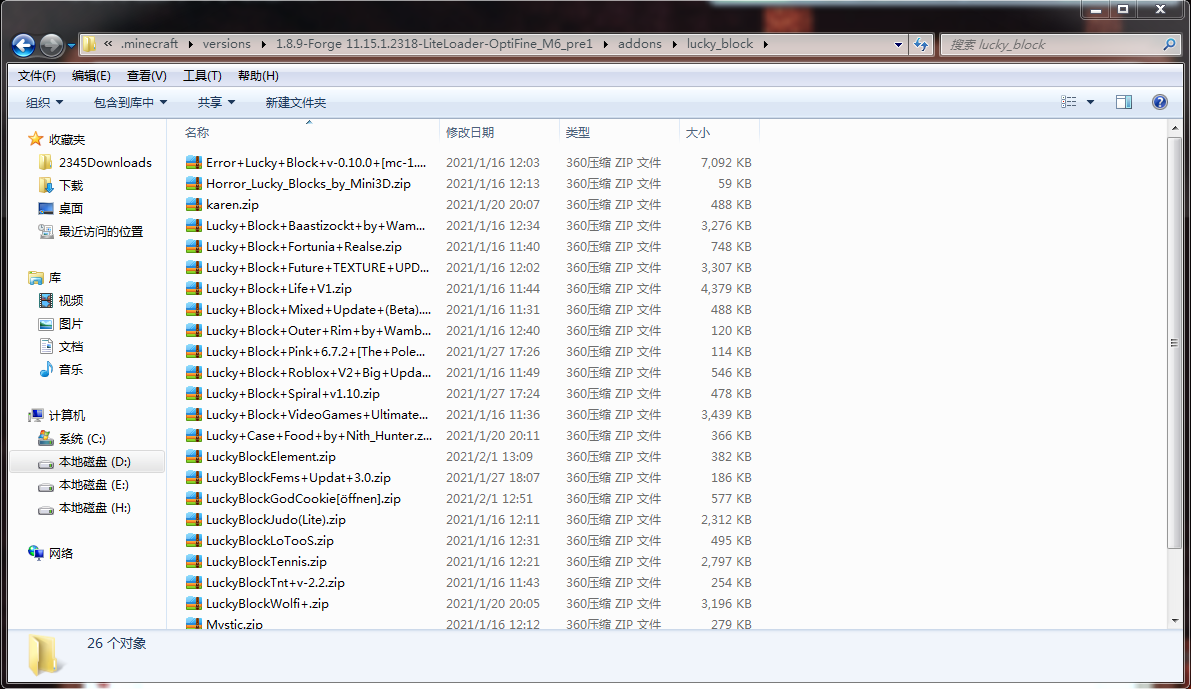 « .minecraft ▸ versions ▸ 1.8.9-Forge 11.15.1.2318-LiteLoader-OptiFine_M6_pre1 ▸ addons ▸ lucky_block ▸
搜索 lucky_block
文件(F) 编辑(E) 查看(V) 工具(T) 帮助(H)
组织 包含到库中 共享 新建文件夹
收藏夹
2345Downloads
下载
桌面
最近访问的位置
库
视频
图片
文档
音乐
计算机
系统 (C:)
本地磁盘 (D:)
本地磁盘 (E:)
本地磁盘 (H:)
网络
名称 修改日期 类型 大小
Error+Lucky+Block+v-0.10.0+[mc-1.... 2021/1/16 12:03 360压缩 ZIP 文件 7,092 KB
Horror_Lucky_Blocks_by_Mini3D.zip 2021/1/16 12:13 360压缩 ZIP 文件 59 KB
karen.zip 2021/1/20 20:07 360压缩 ZIP 文件 488 KB
Lucky+Block+Baastizockt+by+Wam... 2021/1/16 12:34 360压缩 ZIP 文件 3,276 KB
Lucky+Block+Fortunia+Realse.zip 2021/1/16 11:40 360压缩 ZIP 文件 748 KB
Lucky+Block+Future+TEXTURE+UPD... 2021/1/16 12:02 360压缩 ZIP 文件 3,307 KB
Lucky+Block+Life+V1.zip 2021/1/16 11:44 360压缩 ZIP 文件 4,379 KB
Lucky+Block+Mixed+Update+(Beta).... 2021/1/16 11:31 360压缩 ZIP 文件 488 KB
Lucky+Block+Outer+Rim+by+Wamb... 2021/1/16 12:40 360压缩 ZIP 文件 120 KB
Lucky+Block+Pink+6.7.2+[The+Pole... 2021/1/27 17:26 360压缩 ZIP 文件 114 KB
Lucky+Block+Roblox+V2+Big+Upda... 2021/1/16 11:49 360压缩 ZIP 文件 546 KB
Lucky+Block+Spiral+v1.10.zip 2021/1/27 17:24 360压缩 ZIP 文件 478 KB
Lucky+Block+VideoGames+Ultimate... 2021/1/16 11:36 360压缩 ZIP 文件 3,439 KB
Lucky+Case+Food+by+Nith_Hunter.z... 2021/1/20 20:11 360压缩 ZIP 文件 366 KB
LuckyBlockElement.zip 2021/2/1 13:09 360压缩 ZIP 文件 382 KB
LuckyBlockFems+Updat+3.0.zip 2021/1/27 18:07 360压缩 ZIP 文件 186 KB
LuckyBlockGodCookie[öffnen].zip 2021/2/1 12:51 360压缩 ZIP 文件 577 KB
LuckyBlockJudo(Lite).zip 2021/1/16 12:11 360压缩 ZIP 文件 2,312 KB
LuckyBlockLoTooS.zip 2021/1/16 12:31 360压缩 ZIP 文件 495 KB
LuckyBlockTennis.zip 2021/1/16 12:21 360压缩 ZIP 文件 2,797 KB
LuckyBlockTnt+v-2.2.zip 2021/1/16 11:43 360压缩 ZIP 文件 254 KB
LuckyBlockWolfi+.zip 2021/1/20 20:05 360压缩 ZIP 文件 3,196 KB
Mystic.zip 2021/1/16 12:12 360压缩 ZIP 文件 279 KB
26 个对象